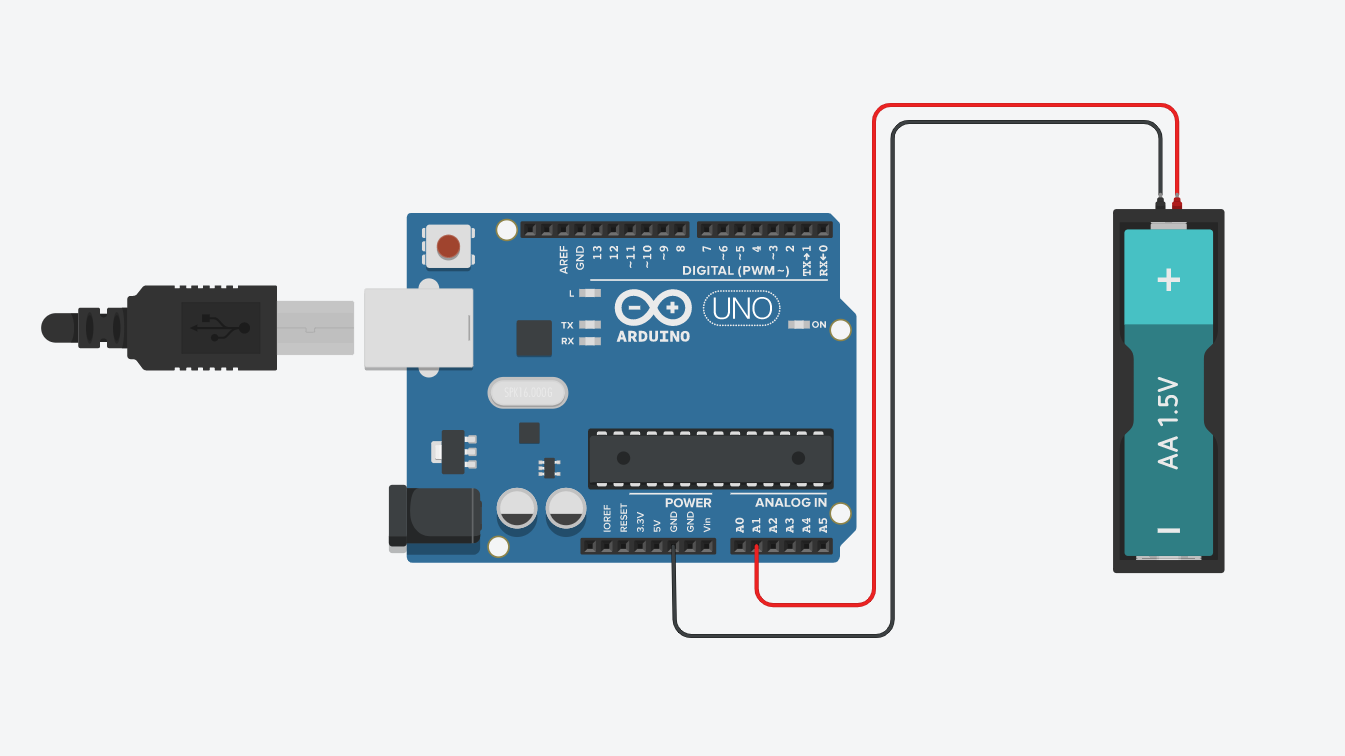 AREF
GND
13
12
~11
~10
~9
8
7
~6
~5
4
~3
2
TX→1
RX←0
DIGITAL (PWM~)
L
TX
RX
ARDUINO
UNO
ON
POWER
ANALOG IN
IOREF
RESET
3.3V
5V
GND
GND
Vin
A0
A1
A2
A3
A4
A5
+
AA 1.5V
−